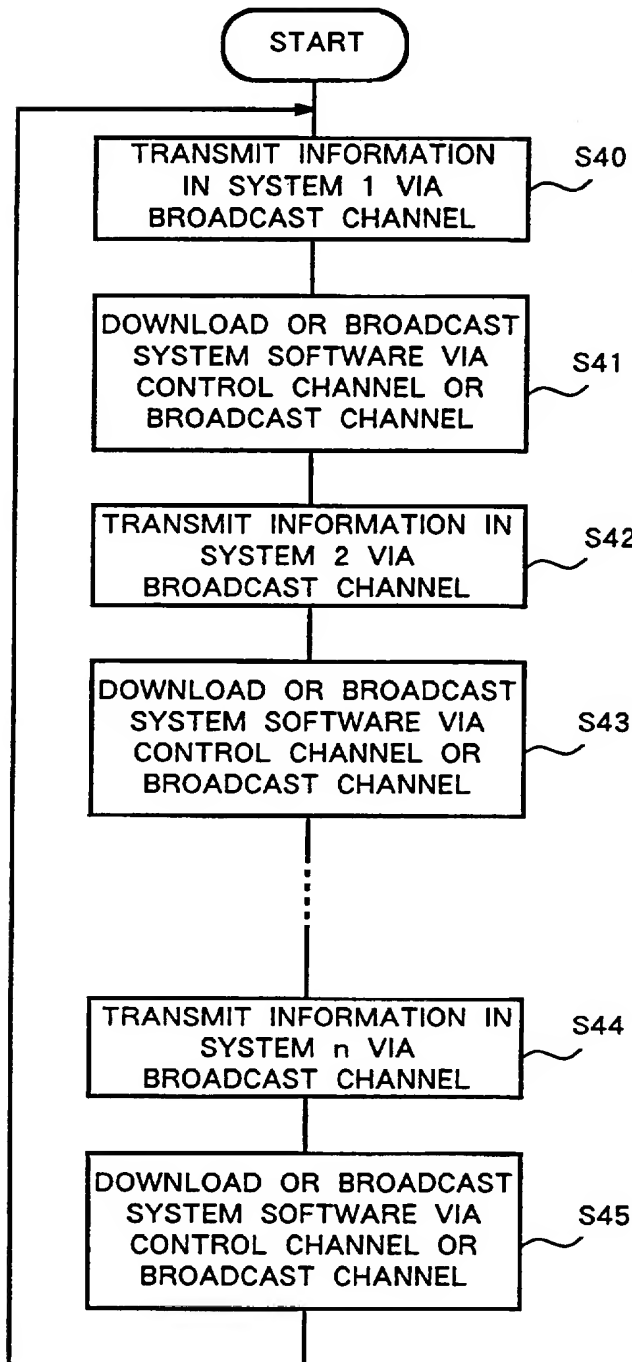 START
TRANSMIT INFORMATION
IN SYSTEM 1 VIA
BROADCAST CHANNEL
S40
DOWNLOAD OR BROADCAST
SYSTEM SOFTWARE VIA
CONTROL CHANNEL OR
BROADCAST CHANNEL
S41
TRANSMIT INFORMATION IN
SYSTEM 2 VIA
BROADCAST CHANNEL
S42
DOWNLOAD OR BROADCAST
SYSTEM SOFTWARE VIA
CONTROL CHANNEL OR
BROADCAST CHANNEL
S43
TRANSMIT INFORMATION IN
SYSTEM n VIA
BROADCAST CHANNEL
S44
DOWNLOAD OR BROADCAST
SYSTEM SOFTWARE VIA
CONTROL CHANNEL OR
BROADCAST CHANNEL
S45